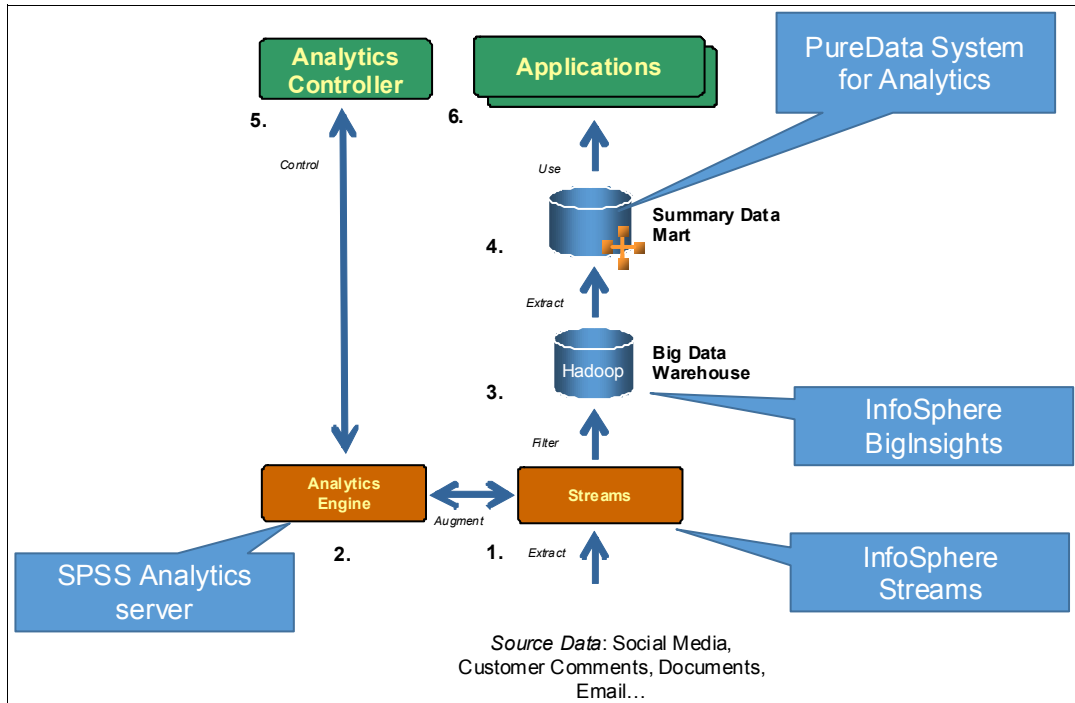 Analytics
Controller
Applications
PureData System
for Analytics
5.
6.
Control
Use
Summary Data
Mart
4.
Extract
Hadoop
Big Data
Warehouse
3.
InfoSphere
BigInsights
Filter
Analytics
Engine
Streams
Augment
2.
1.
Extract
SPSS Analytics
server
InfoSphere
Streams
Source Data: Social Media,
Customer Comments, Documents,
Email…